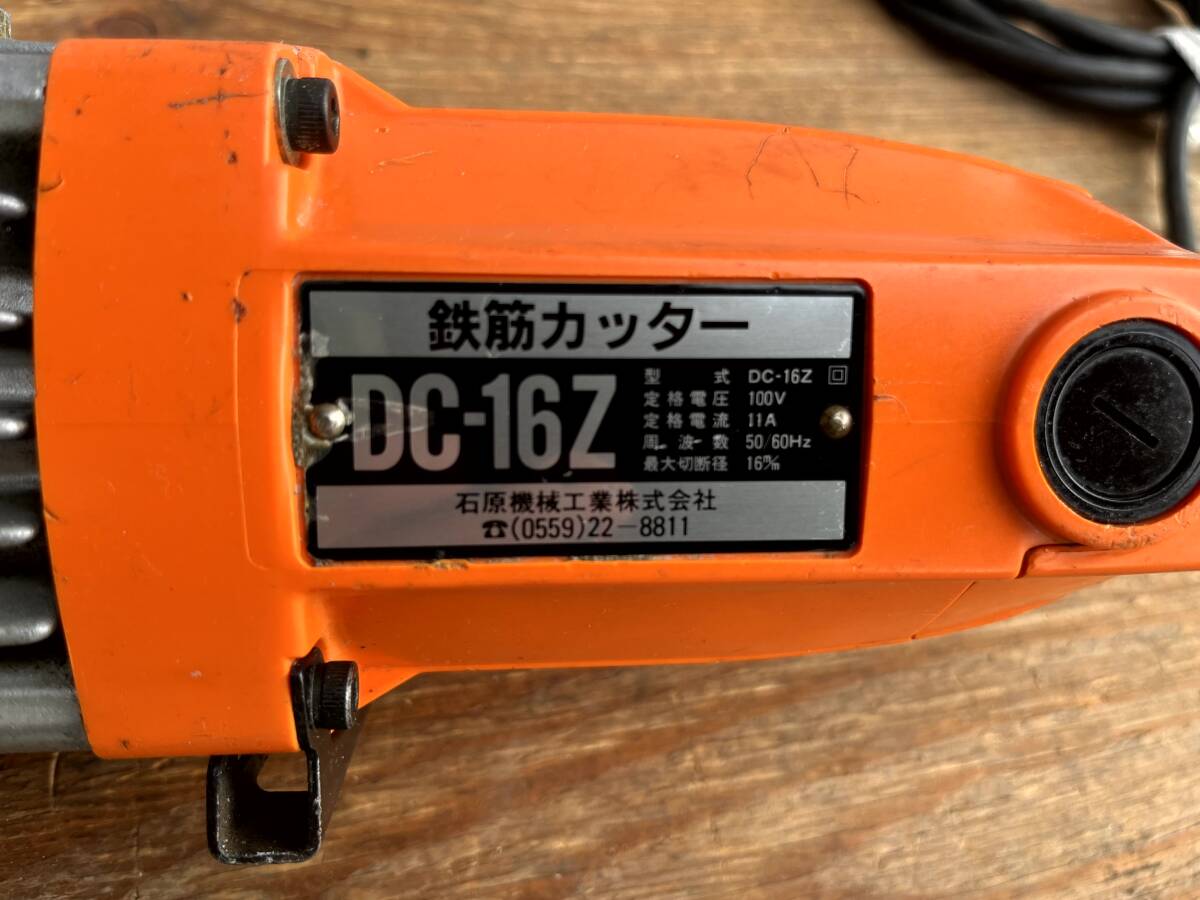 鉄筋カッター
DC-16Z
型式 DC-16Z
定格電圧 100V
定格電流 11A
周波数 50/60Hz
最大切断径 16m/m
石原機械工業株式会社
☎(0559)22-8811